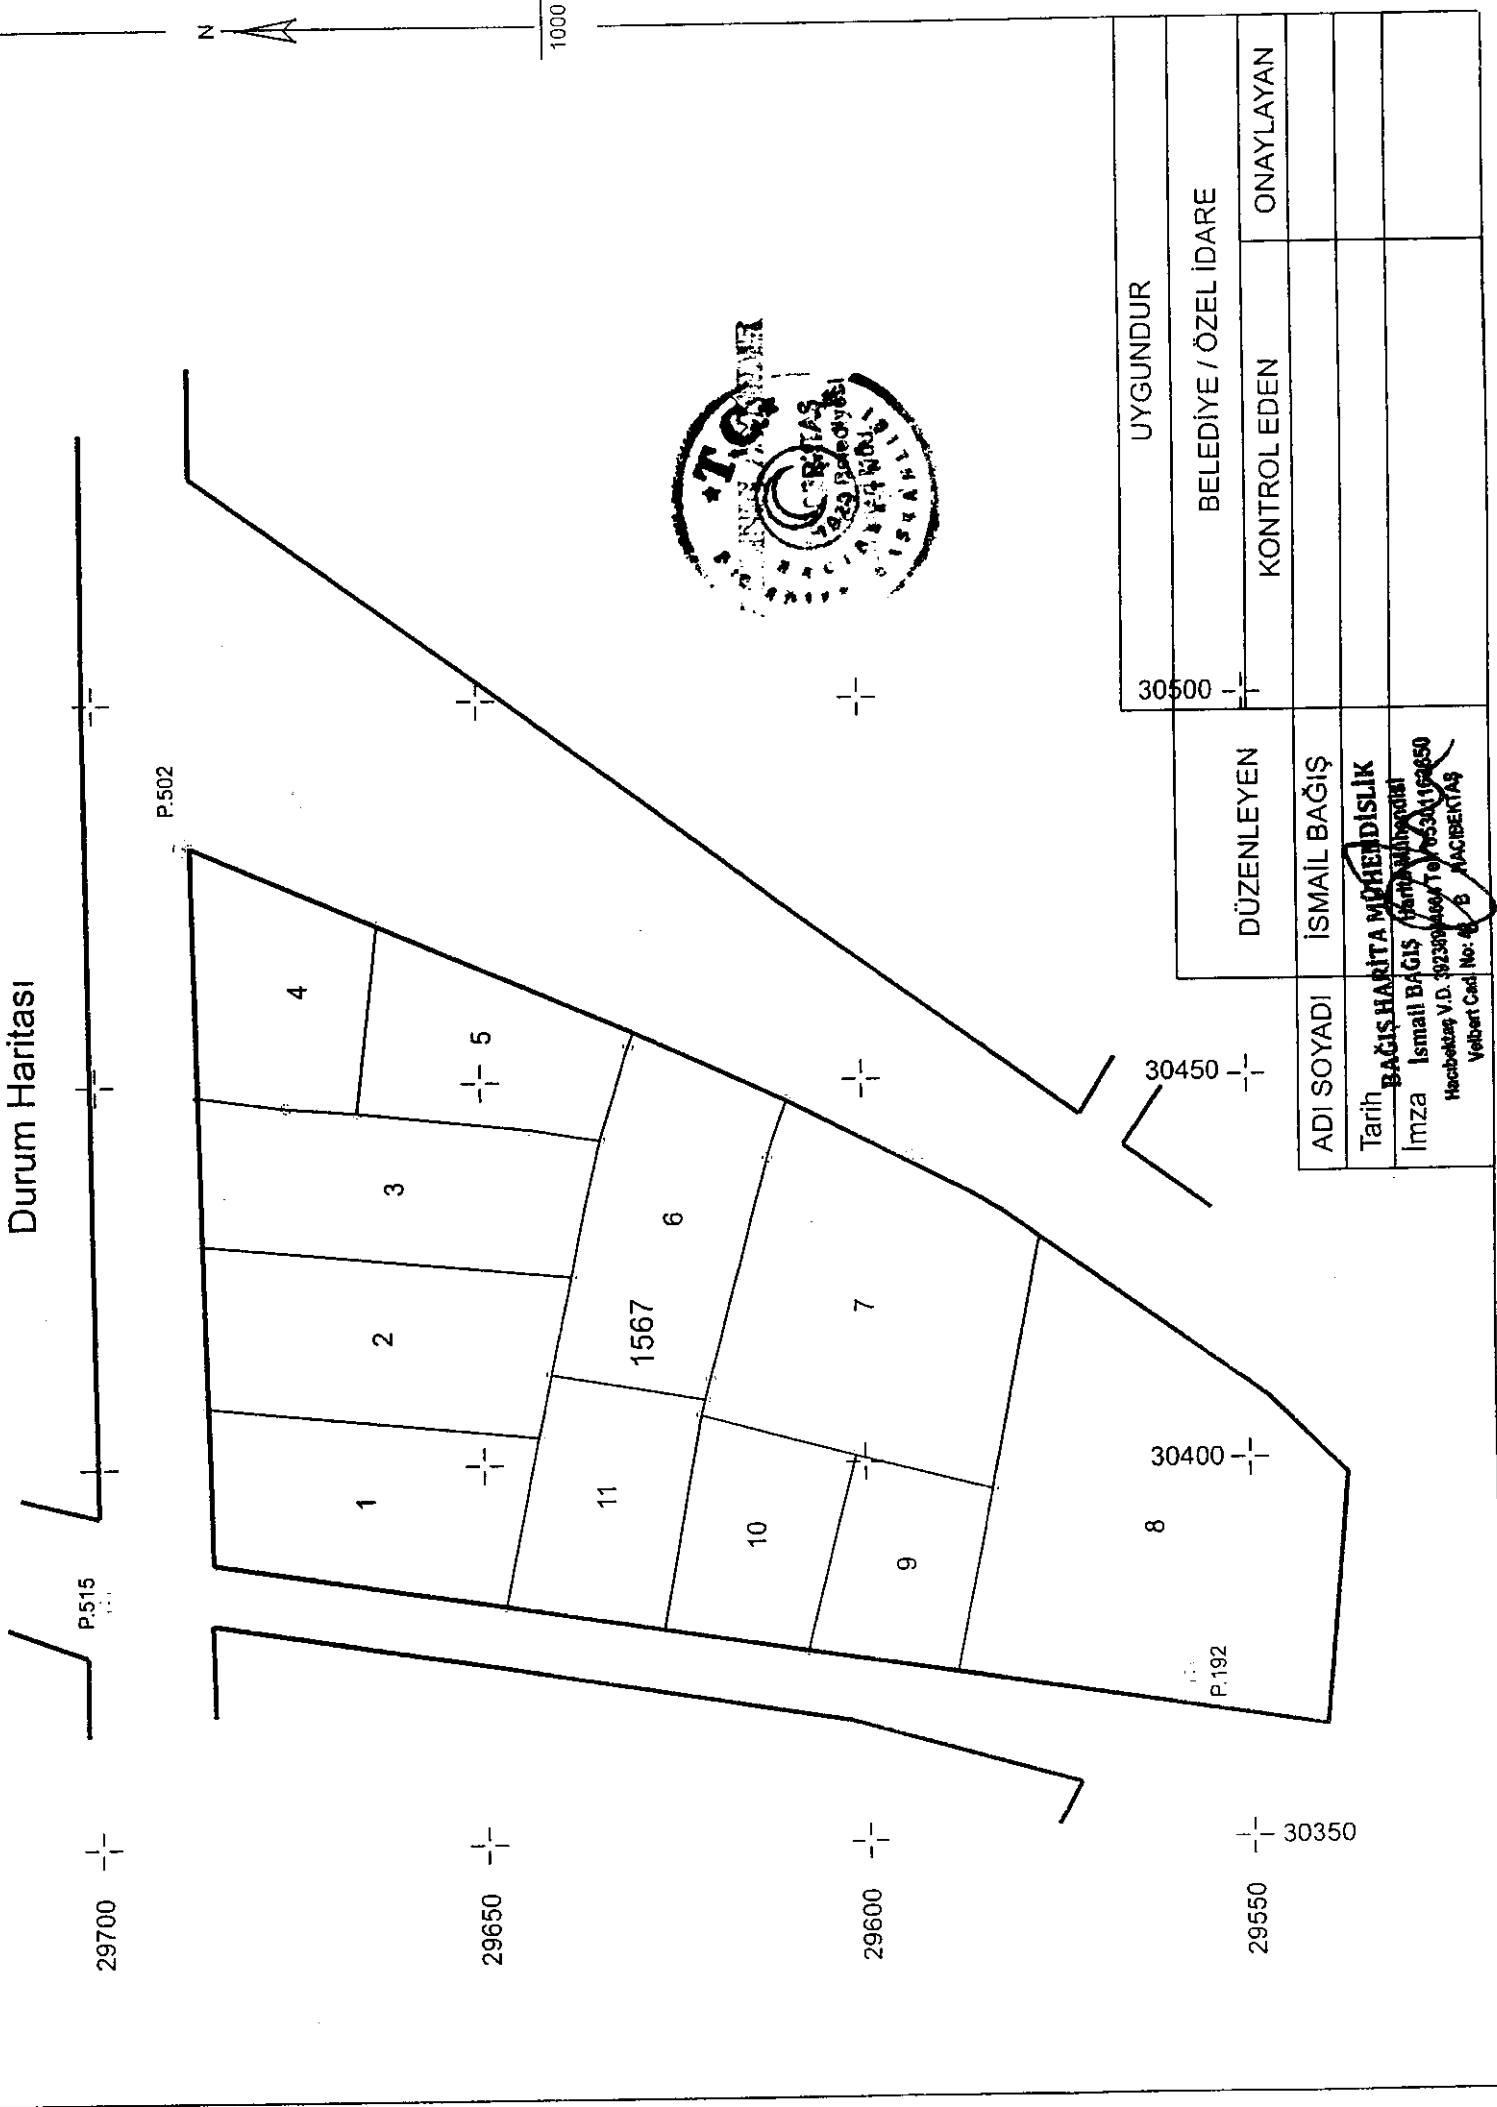 Durum Haritası
N
1000
P.515
P.502
29700
29650
29600
29550
30350
30400
30450
30500
1
2
3
4
5
6
1567
7
8
9
10
11
P.192
T.C.
UYGUNDUR
DÜZENLEYEN
BELEDİYE / ÖZEL İDARE
KONTROL EDEN
ONAYLAYAN
ADI SOYADI
İSMAİL BAĞIŞ
Tarih
İmza
BAĞIŞ HARİTA MÜHENDİSLİK
İsmail BAĞIŞ Harita Mühendisi
Hacıbektaş V.D.
Velbert Cad. No: HACIBEKTAŞ